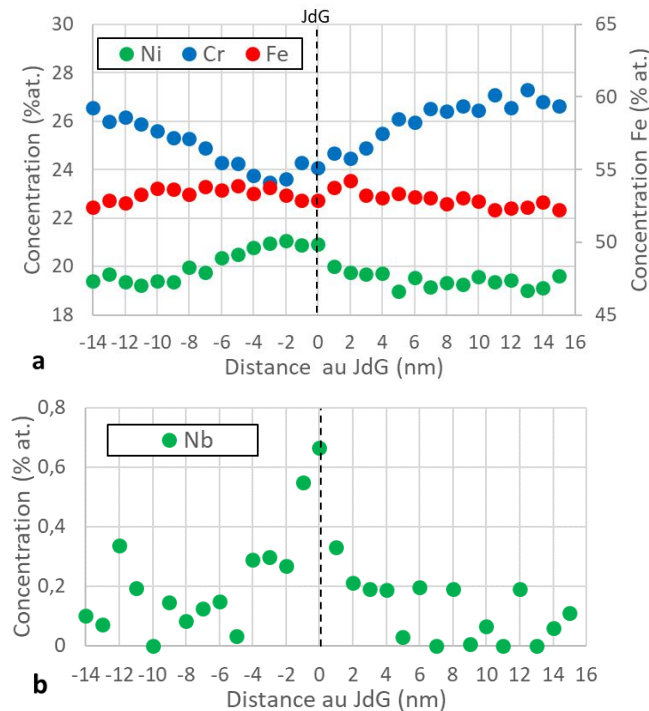 JdG
30
28
26
24
22
20
18
Concentration (%at.)
Ni Cr Fe
65
60
55
50
45
Concentration Fe (% at.)
-14 -12 -10 -8 -6 -4 -2 0 2 4 6 8 10 12 14 16
Distance au JdG (nm)
a
0,8
0,6
0,4
0,2
0
Concentration (% at.)
Nb
-14 -12 -10 -8 -6 -4 -2 0 2 4 6 8 10 12 14 16
Distance au JdG (nm)
b